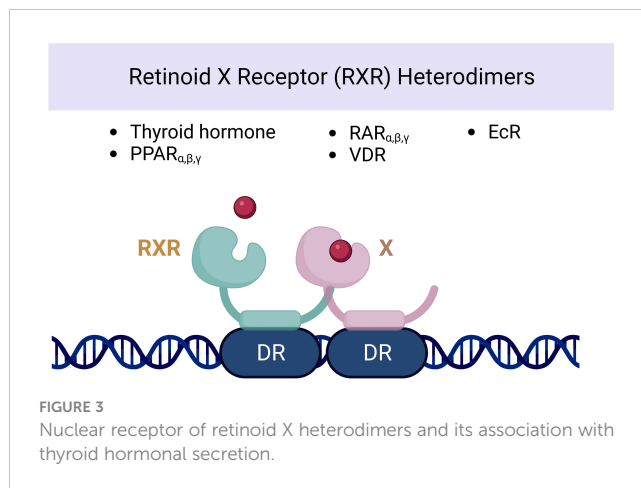 Retinoid X Receptor (RXR) Heterodimers
• Thyroid hormone
• PPARα,β,γ
• RARα,β,γ
• VDR
• EcR
RXR
X
DR
DR
FIGURE 3
Nuclear receptor of retinoid X heterodimers and its association with
thyroid hormonal secretion.